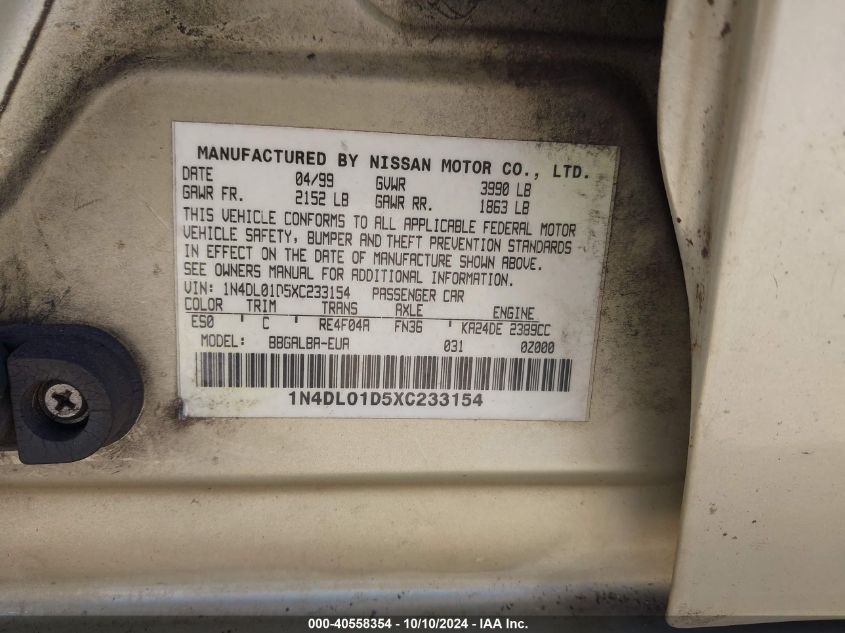 MANUFACTURED BY NISSAN MOTOR CO., LTD.
DATE 04/99 GVWR 3990 LB
GAWR FR. 2152 LB GAWR RR. 1863 LB
THIS VEHICLE CONFORMS TO ALL APPLICABLE FEDERAL MOTOR
VEHICLE SAFETY, BUMPER AND THEFT PREVENTION STANDARDS
IN EFFECT ON THE DATE OF MANUFACTURE SHOWN ABOVE.
SEE OWNERS MANUAL FOR ADDITIONAL INFORMATION.
VIN: 1N4DL01D5XC233154 PASSENGER CAR
COLOR TRIM TRANS AXLE ENGINE
ES0 ' C ' RE4F04A FN36 ' KA24DE 2389CC
MODEL: BBGALBA-EUA 031 0Z000
1N4DL01D5XC233154
000-40558354 - 10/10/2024 - IAA Inc.